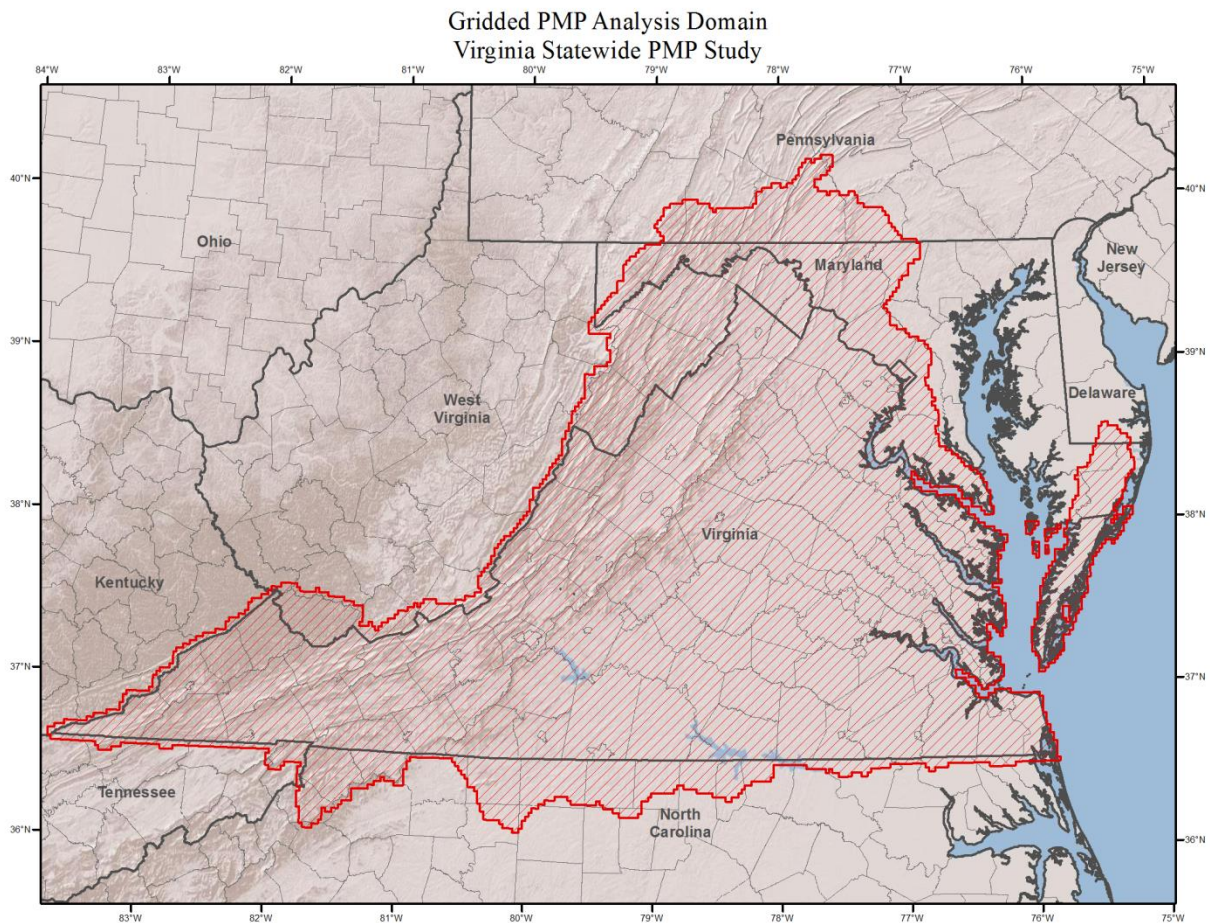 Gridded PMP Analysis Domain
Virginia Statewide PMP Study
84°W 83°W 82°W 81°W 80°W 79°W 78°W 77°W 76°W 75°W
Pennsylvania
40°N 40°N
Ohio
New
Jersey
Maryland
39°N 39°N
Delaware
West
Virginia
38°N 38°N
Virginia
Kentucky
37°N 37°N
Tennessee
North
Carolina
36°N 36°N
83°W 82°W 81°W 80°W 79°W 78°W 77°W 76°W 75°W